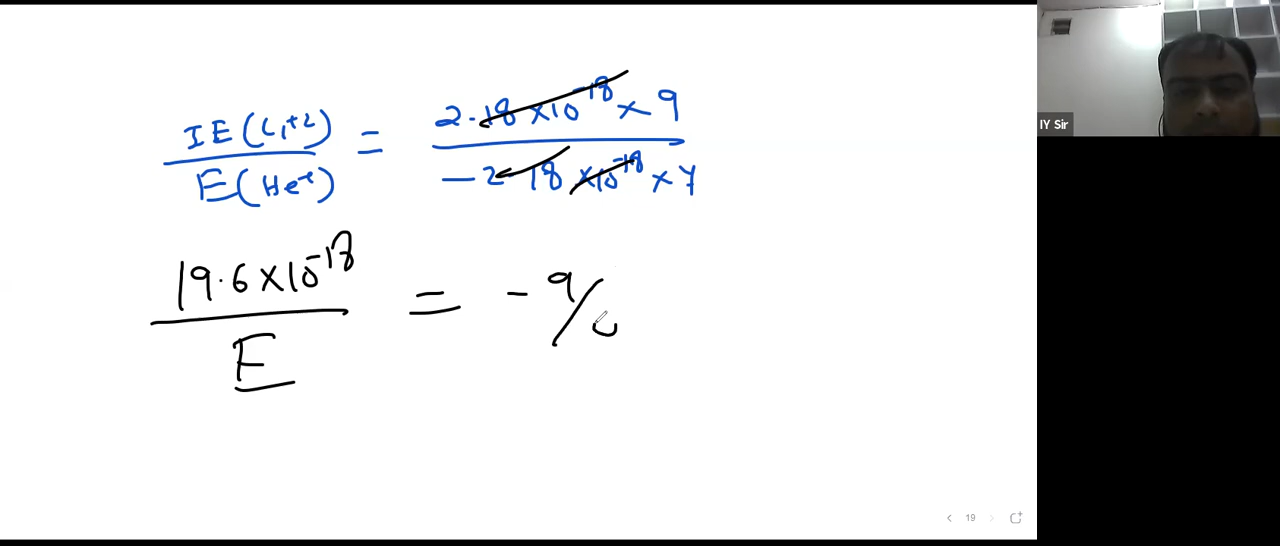 IE(Li+2) / E(He+) = 2.18×10^-18 × 9 / -2.18×10^-18 × 4
19.6×10^-18 / E = - 9/
IY Sir
19